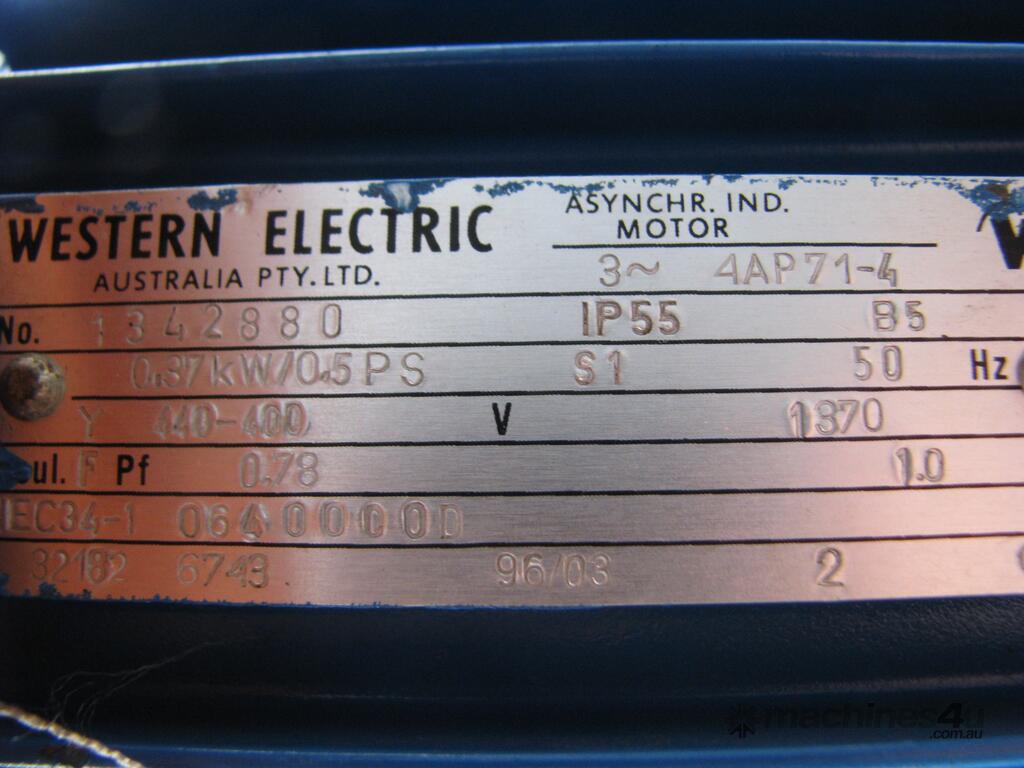 WESTERN ELECTRIC
AUSTRALIA PTY.LTD.
ASYNCHR. IND.
MOTOR
3~ 4AP71-4
No. 1342880 IP55 B5
0.37kW/0.5PS S1 50 Hz
Y 440-400 V 1370
sul. F Pf 0.78 1.0
IEC34-1 0640000D
32182 6743 96/03 2
machines4u
.com.au